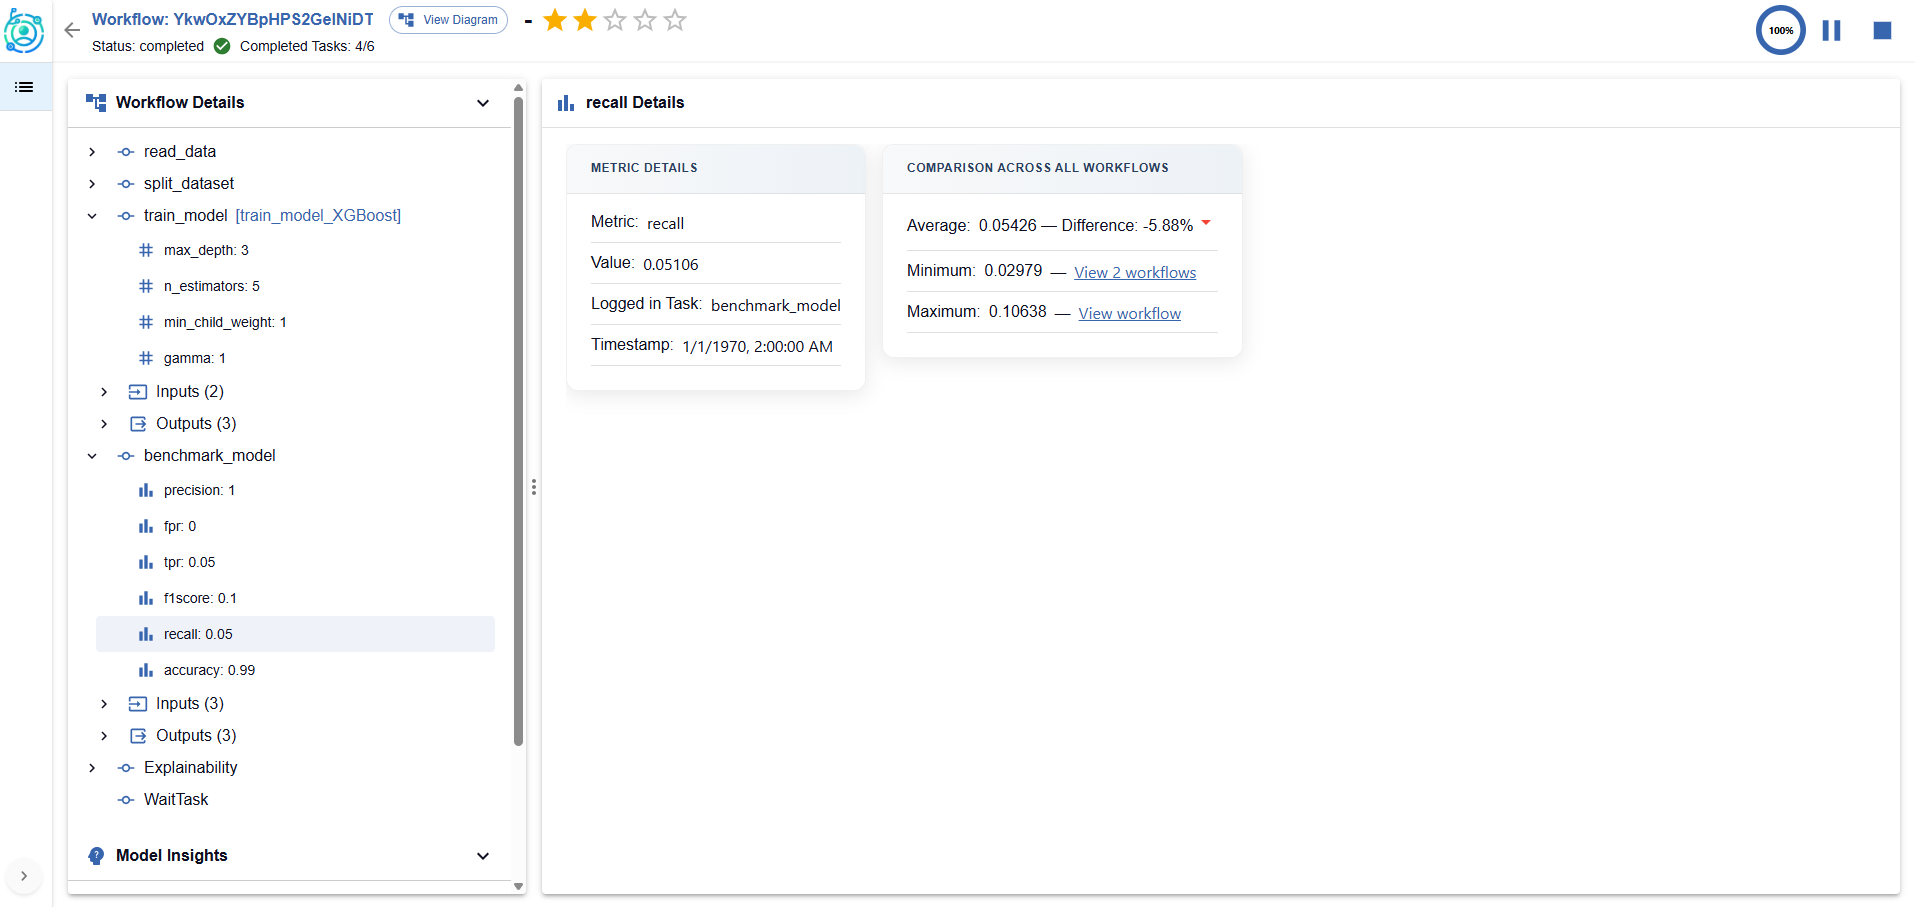 Workflow: YkwOxZYBpHPS2GelNiDT
View Diagram
-
Status: completed
Completed Tasks: 4/6
100%
Workflow Details
read_data
split_dataset
train_model [train_model_XGBoost]
max_depth: 3
n_estimators: 5
min_child_weight: 1
gamma: 1
Inputs (2)
Outputs (3)
benchmark_model
precision: 1
fpr: 0
tpr: 0.05
f1score: 0.1
recall: 0.05
accuracy: 0.99
Inputs (3)
Outputs (3)
Explainability
WaitTask
Model Insights
recall Details
METRIC DETAILS
Metric: recall
Value: 0.05106
Logged in Task: benchmark_model
Timestamp: 1/1/1970, 2:00:00 AM
COMPARISON ACROSS ALL WORKFLOWS
Average: 0.05426 — Difference: -5.88%
Minimum: 0.02979 — View 2 workflows
Maximum: 0.10638 — View workflow